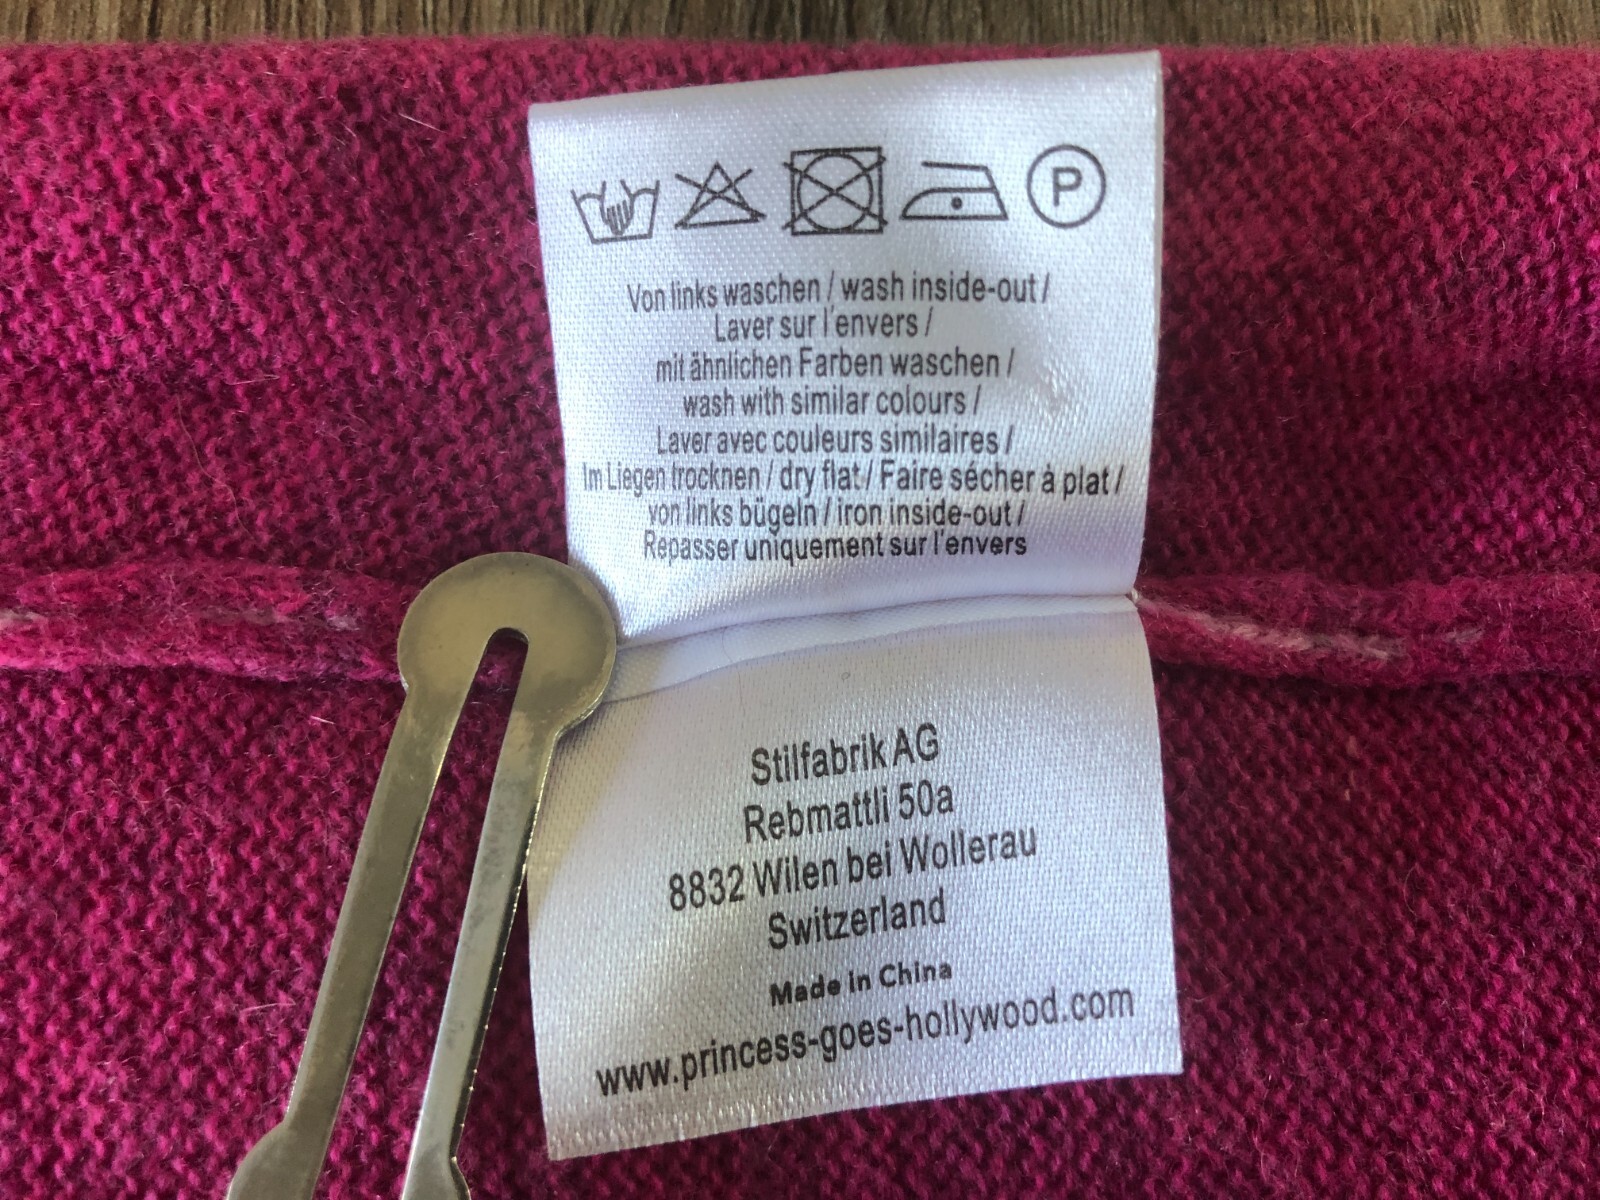 P
Von links waschen / wash inside-out /
Laver sur l'envers /
mit ähnlichen Farben waschen /
wash with similar colours /
Laver avec couleurs similaires /
Im Liegen trocknen / dry flat / Faire sécher à plat /
von links bügeln / iron inside-out /
Repasser uniquement sur l'envers
Stilfabrik AG
Rebmattli 50a
8832 Wilen bei Wollerau
Switzerland
Made in China
www.princess-goes-hollywood.com